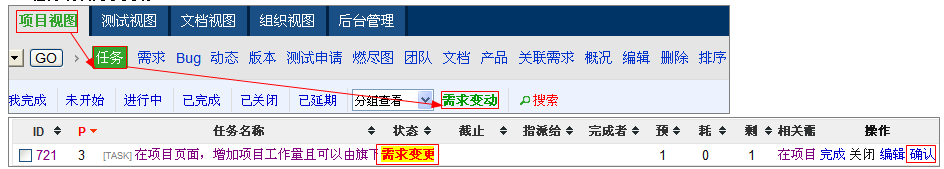 项目视图 测试视图 文档视图 组织视图 后台管理
GO › 任务 需求 Bug 动态 版本 测试申请 燃尽图 团队 文档 产品 关联需求 概况 编辑 删除 排序
我完成 未开始 进行中 已完成 已关闭 已延期 分组查看 需求变动 搜索
ID P 任务名称 状态 截止 指派给 完成者 预 耗 剩 相关需 操作
721 3 [TASK] 在项目页面，增加项目工作量且可以由旗下 需求变更 1 0 1 在项目 完成 关闭 编辑 确认